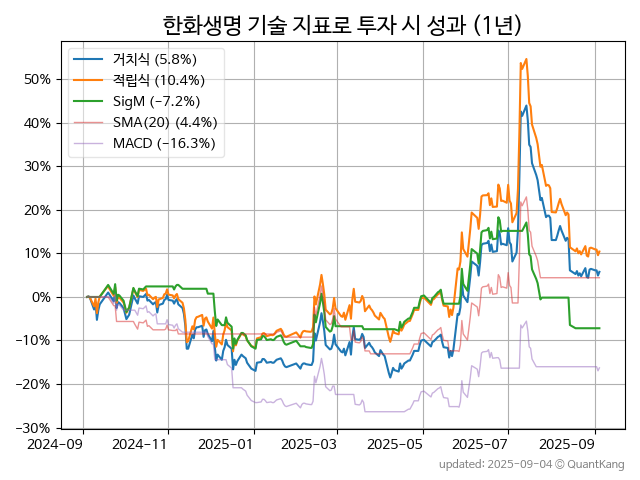 한화생명 기술 지표로 투자 시 성과 (1년)
거치식 (5.8%)
적립식 (10.4%)
SigM (−7.2%)
SMA(20) (4.4%)
MACD (−16.3%)
50%
40%
30%
20%
10%
0%
−10%
−20%
−30%
2024-09
2024-11
2025-01
2025-03
2025-05
2025-07
2025-09
updated: 2025-09-04 © QuantKang